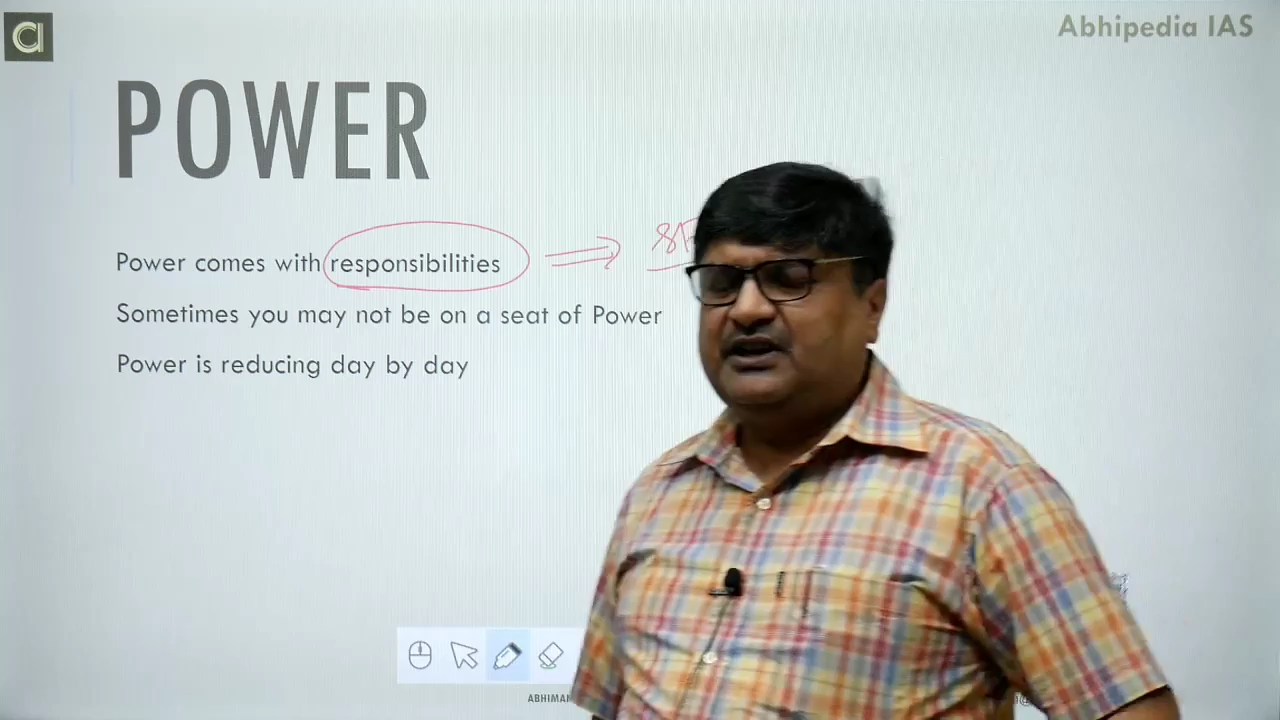 Abhipedia IAS
POWER
Power comes with responsibilities
Sometimes you may not be on a seat of Power
Power is reducing day by day